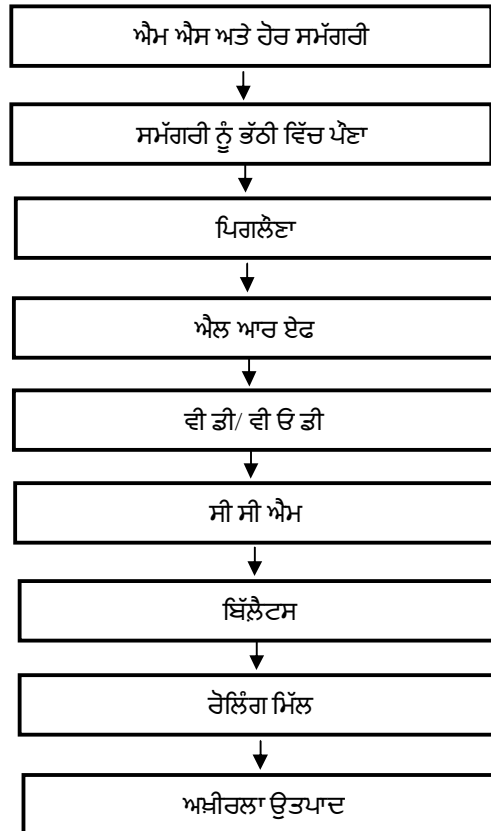 ਐਮ ਐਸ ਅਤੇ ਹੋਰ ਸਮੱਗਰੀ
ਸਮੱਗਰੀ ਨੂੰ ਭੱਠੀ ਵਿੱਚ ਪੌਣਾ
ਪਿਗਲੌਣਾ
ਐਲ ਆਰ ਏਫ
ਵੀ ਡੀ/ ਵੀ ਓ ਡੀ
ਸੀ ਸੀ ਐਮ
ਬਿੱਲੈਟਸ
ਰੋਲਿੰਗ ਮਿੱਲ
ਅਖ਼ੀਰਲਾ ਉਤਪਾਦ